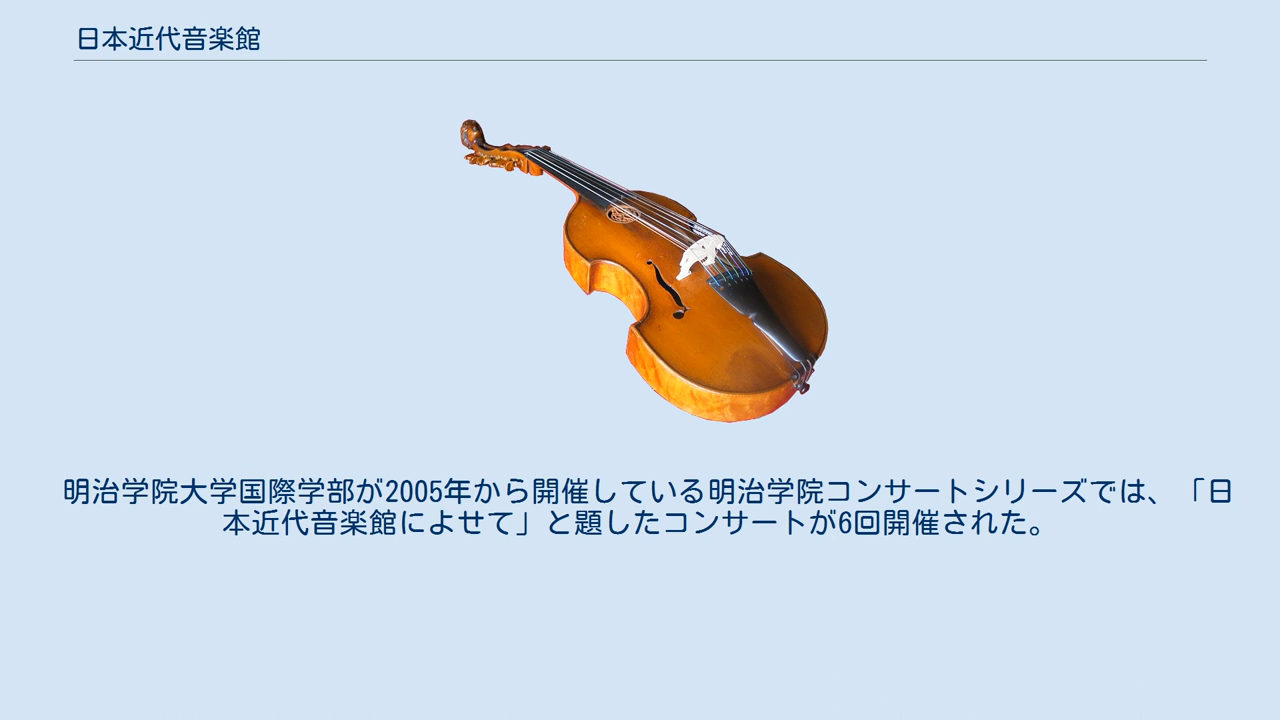 日本近代音楽館
明治学院大学国際学部が2005年から開催している明治学院コンサートシリーズでは、「日
本近代音楽館によせて」と題したコンサートが6回開催された。